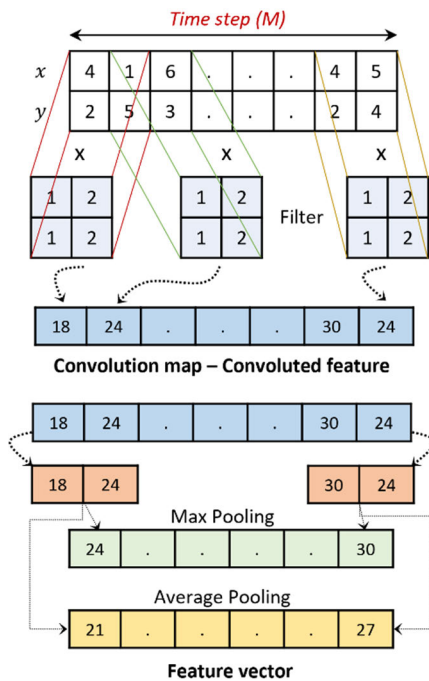 Time step (M)
x 4 1 6 . . . 4 5
y 2 5 3 . . . 2 4
x x x
1 2 1 2 Filter 1 2
1 2 1 2 1 2
18 24 . . . 30 24
Convolution map – Convoluted feature
18 24 . . . 30 24
18 24 30 24
Max Pooling
24 . . . . 30
Average Pooling
21 . . . . 27
Feature vector